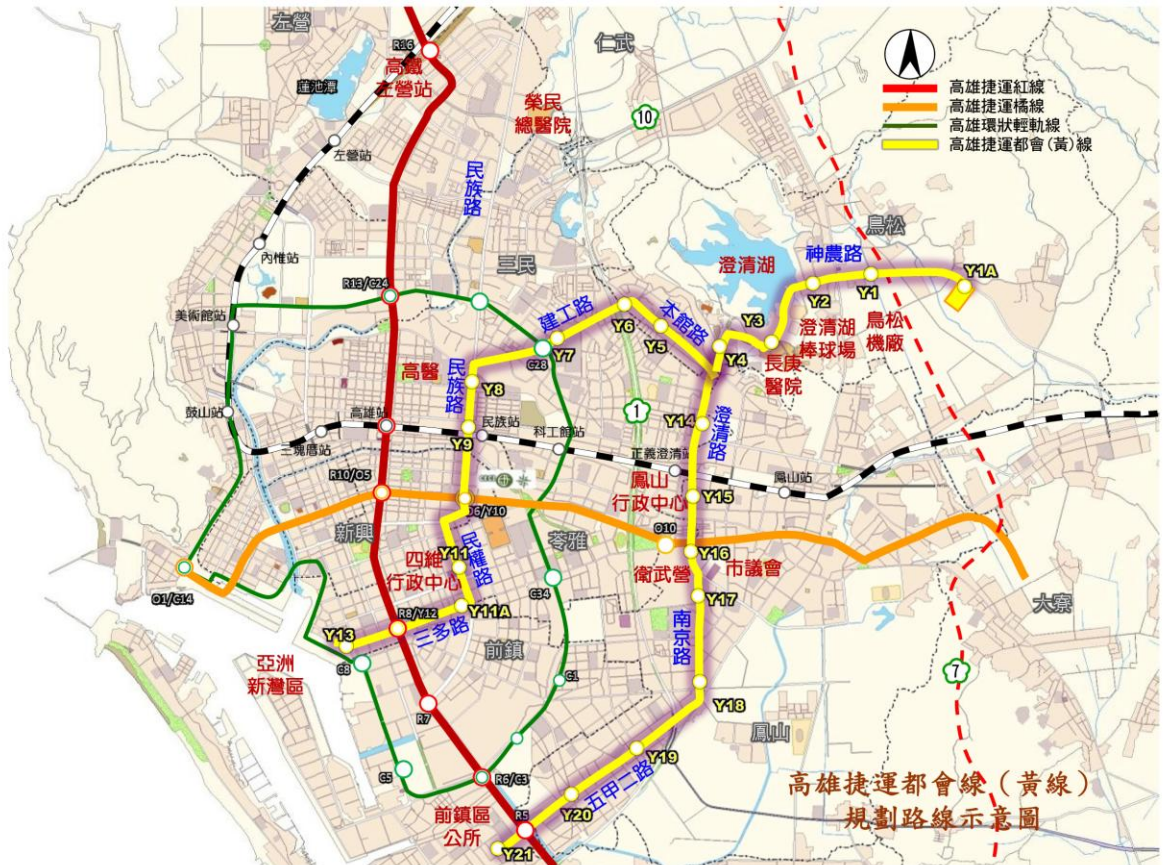 左營
仁武
R16
高鐵
左營站
蓮池潭
榮民
總醫院
10
高雄捷運紅線
高雄捷運橘線
高雄環狀輕軌線
高雄捷運都會(黃)線
左營站
民族路
鳥松
內惟站
三民
澄清湖
神農路
Y1A
R13/C24
Y2
Y1
美術館站
建工路
Y6
本館路
Y3
Y5
Y4
澄清湖
棒球場
鳥松
機廠
Y7
C28
長庚
醫院
高醫
民族路
Y8
鼓山站
高雄站
1
Y14
澄清路
三塊厝站
Y9
民族站
科工館站
正義澄清站
鳳山站
R10/O5
鳳山
行政中心
Y15
O6/Y10
新興
苓雅
O10
Y16
四維
行政中心
Y11
民權路
衛武營
市議會
O1/C14
C34
Y17
大寮
R8/Y12
Y11A
三多路
Y13
南京路
前鎮
C8
亞洲
新灣區
C1
7
R7
Y18
鳳山
Y19
C5
R6/C3
五甲二路
高雄捷運都會線（黃線）
規劃路線示意圖
前鎮區
公所
Y20
R5
Y21